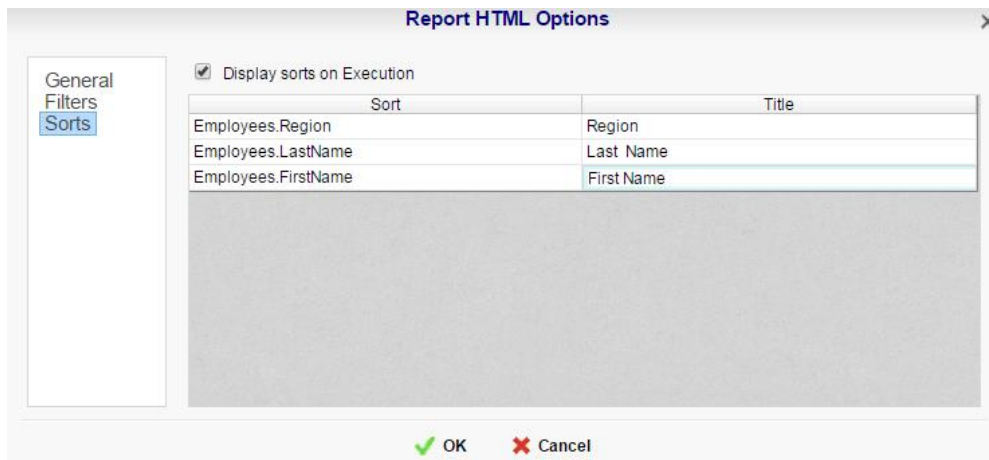 Report HTML Options
General
Filters
Sorts
Display sorts on Execution
Sort Title
Employees.Region Region
Employees.LastName Last Name
Employees.FirstName First Name
OK Cancel